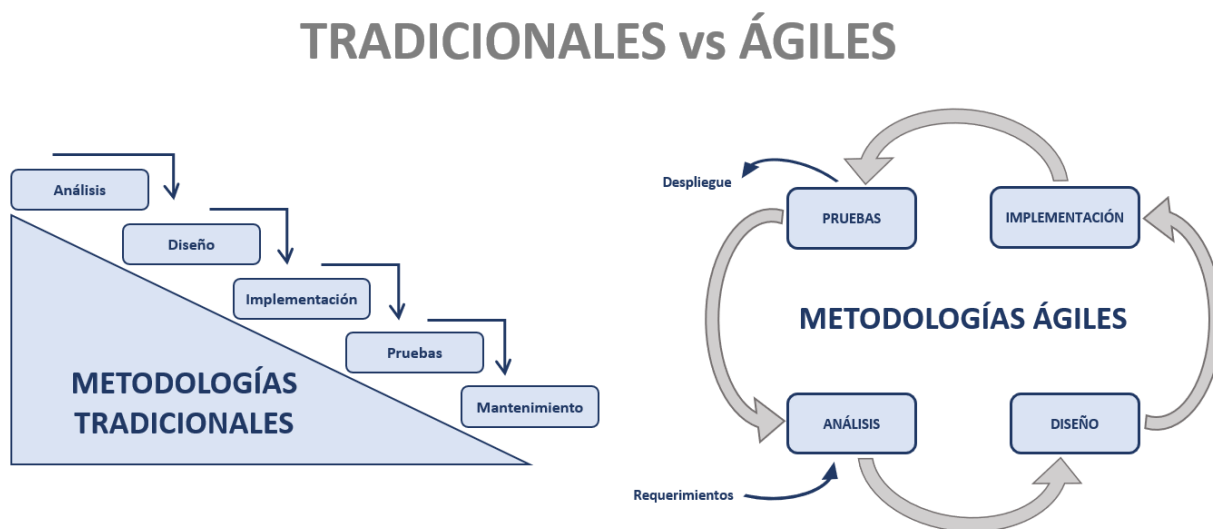 TRADICIONALES vs ÁGILES
Análisis
Diseño
Implementación
Pruebas
Mantenimiento
METODOLOGÍAS
TRADICIONALES
Despliegue
PRUEBAS
IMPLEMENTACIÓN
METODOLOGÍAS ÁGILES
ANÁLISIS
DISEÑO
Requerimientos